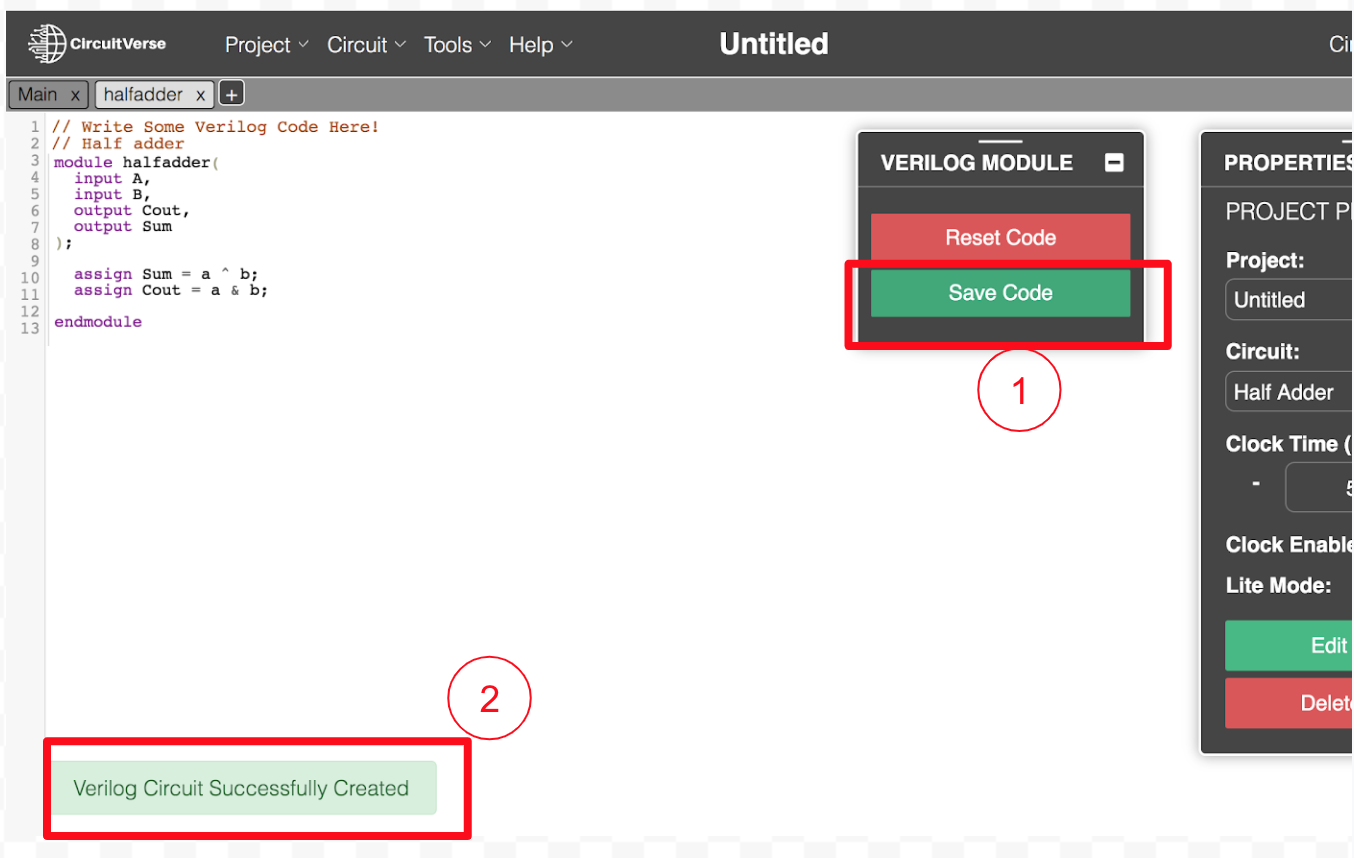 CircuitVerse Project Circuit Tools Help Untitled Cir
Main x halfadder x +
1 // Write Some Verilog Code Here!
2 // Half adder
3 module halfadder(
4 input A,
5 input B,
6 output Cout,
7 output Sum
8 );
9
10 assign Sum = a ^ b;
11 assign Cout = a & b;
12
13 endmodule
VERILOG MODULE
Reset Code
Save Code
1
PROPERTIES
PROJECT P
Project:
Untitled
Circuit:
Half Adder
Clock Time (
- 5
Clock Enable
Lite Mode:
Edit
Delete
2
Verilog Circuit Successfully Created